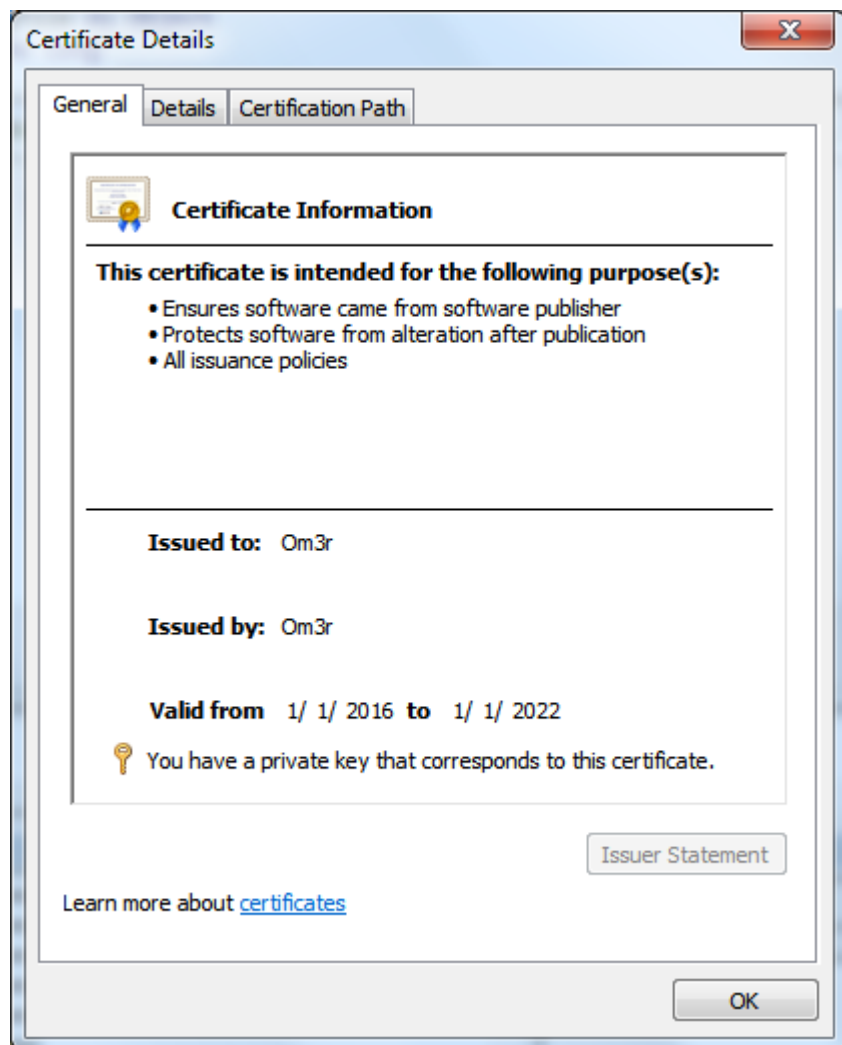 Certificate Details
X
General Details Certification Path
Certificate Information
This certificate is intended for the following purpose(s):
• Ensures software came from software publisher
• Protects software from alteration after publication
• All issuance policies
Issued to: Om3r
Issued by: Om3r
Valid from 1/ 1/ 2016 to 1/ 1/ 2022
You have a private key that corresponds to this certificate.
Issuer Statement
Learn more about certificates
OK